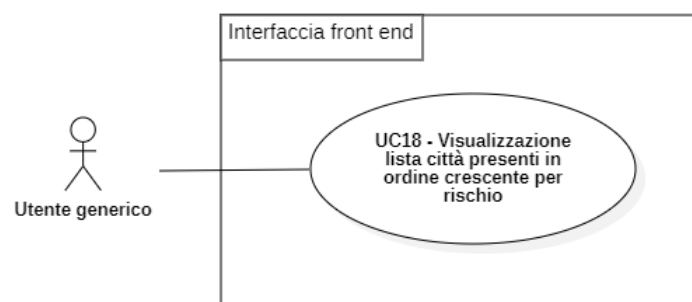 Interfaccia front end
UC18 - Visualizzazione
lista città presenti in
ordine crescente per
rischio
Utente generico